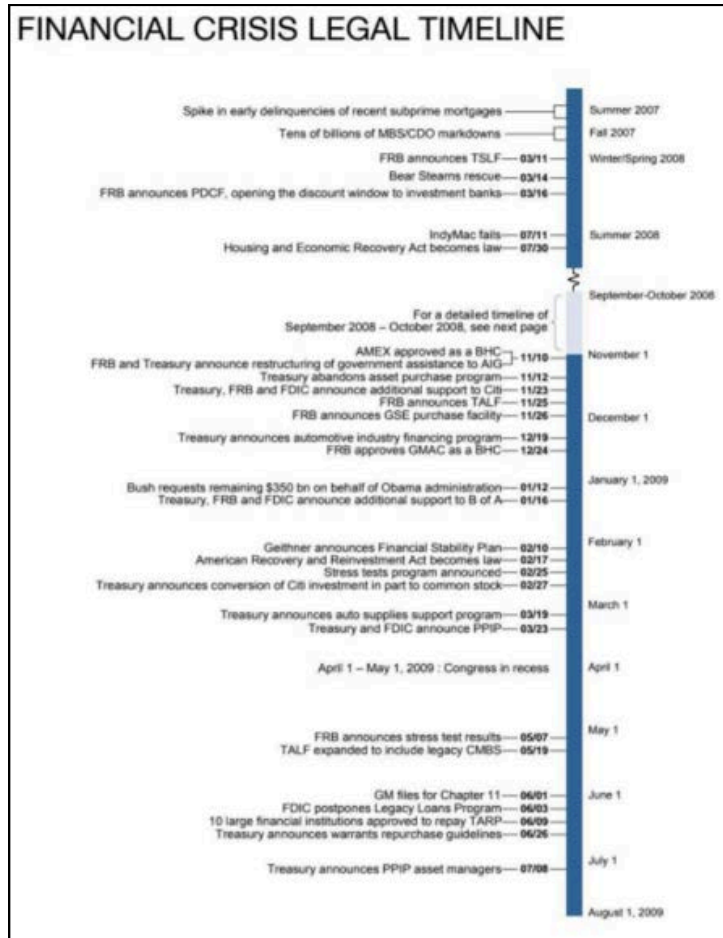 FINANCIAL CRISIS LEGAL TIMELINE
Spike in early delinquencies of recent subprime mortgages Summer 2007
Tens of billions of MBS/CDO markdowns Fall 2007
FRB announces TSLF 03/11 Winter/Spring 2008
Bear Stearns rescue 03/14
FRB announces PDCF, opening the discount window to investment banks 03/16
IndyMac fails 07/11 Summer 2008
Housing and Economic Recovery Act becomes law 07/30
September-October 2008
For a detailed timeline of
September 2008 – October 2008, see next page
AMEX approved as a BHC 11/10 November 1
FRB and Treasury announce restructuring of government assistance to AIG
Treasury abandons asset purchase program 11/12
Treasury, FRB and FDIC announce additional support to Citi 11/23
FRB announces TALF 11/25
FRB announces GSE purchase facility 11/26
December 1
Treasury announces automotive industry financing program 12/19
FRB approves GMAC as a BHC 12/24
January 1, 2009
Bush requests remaining $350 bn on behalf of Obama administration 01/12
Treasury, FRB and FDIC announce additional support to B of A 01/16
February 1
Geithner announces Financial Stability Plan 02/10
American Recovery and Reinvestment Act becomes law 02/17
Stress tests program announced 02/25
Treasury announces conversion of Citi investment in part to common stock 02/27
March 1
Treasury announces auto supplies support program 03/19
Treasury and FDIC announce PPIP 03/23
April 1 – May 1, 2009 : Congress in recess April 1
May 1
FRB announces stress test results 05/07
TALF expanded to include legacy CMBS 05/19
GM files for Chapter 11 06/01 June 1
FDIC postpones Legacy Loans Program 06/03
10 large financial institutions approved to repay TARP 06/09
Treasury announces warrants repurchase guidelines 06/26
July 1
Treasury announces PPIP asset managers 07/08
August 1, 2009